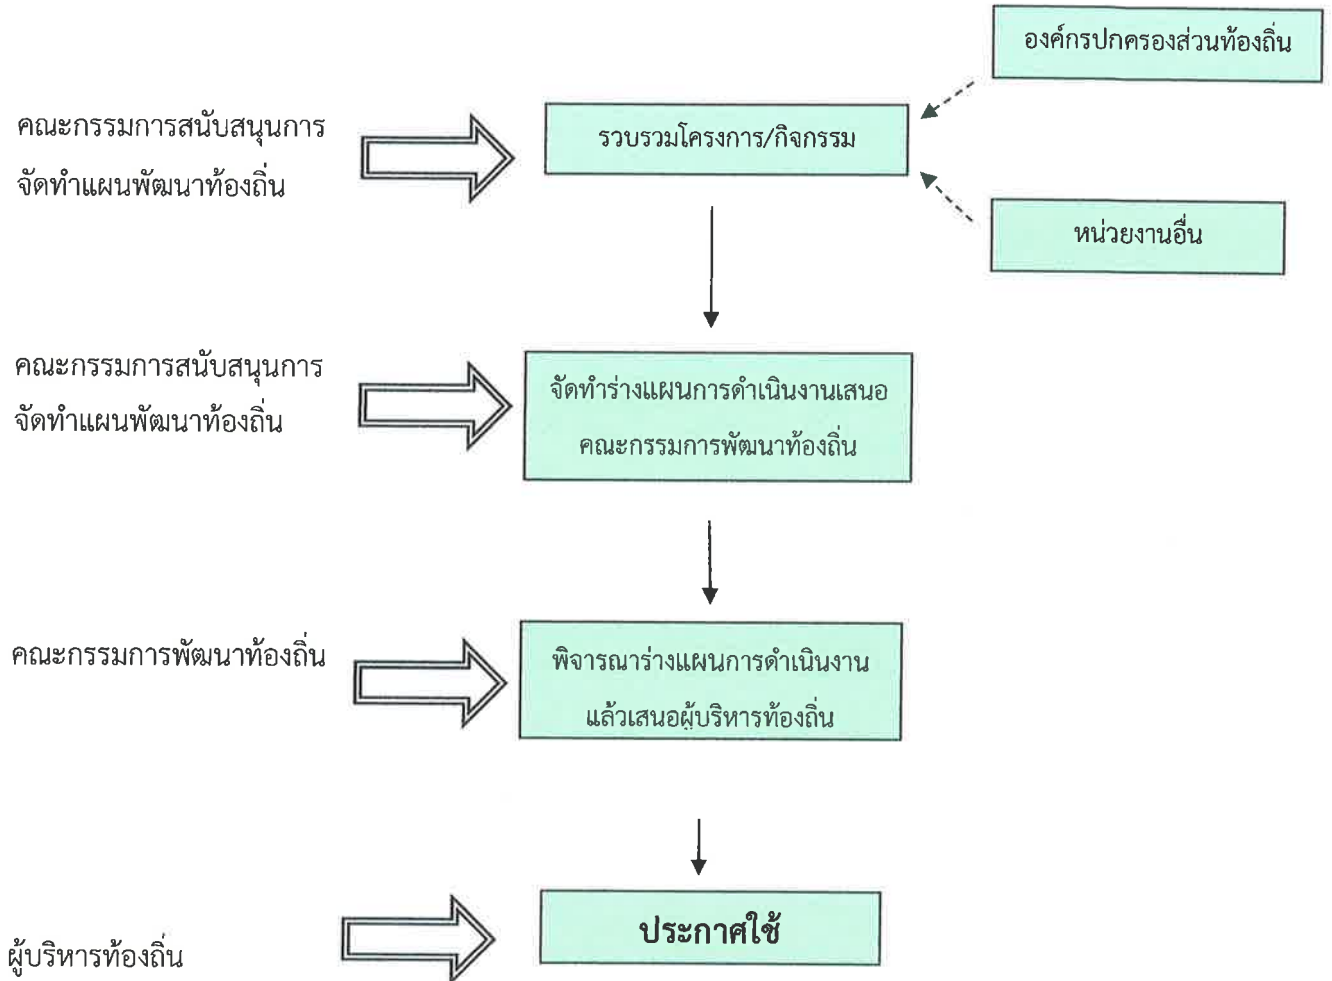 องค์กรปกครองส่วนท้องถิ่น
คณะกรรมการสนับสนุนการ
จัดทำแผนพัฒนาท้องถิ่น
รวบรวมโครงการ/กิจกรรม
หน่วยงานอื่น
คณะกรรมการสนับสนุนการ
จัดทำแผนพัฒนาท้องถิ่น
จัดทำร่างแผนการดำเนินงานเสนอ
คณะกรรมการพัฒนาท้องถิ่น
คณะกรรมการพัฒนาท้องถิ่น
พิจารณาร่างแผนการดำเนินงาน
แล้วเสนอผู้บริหารท้องถิ่น
ผู้บริหารท้องถิ่น
ประกาศใช้